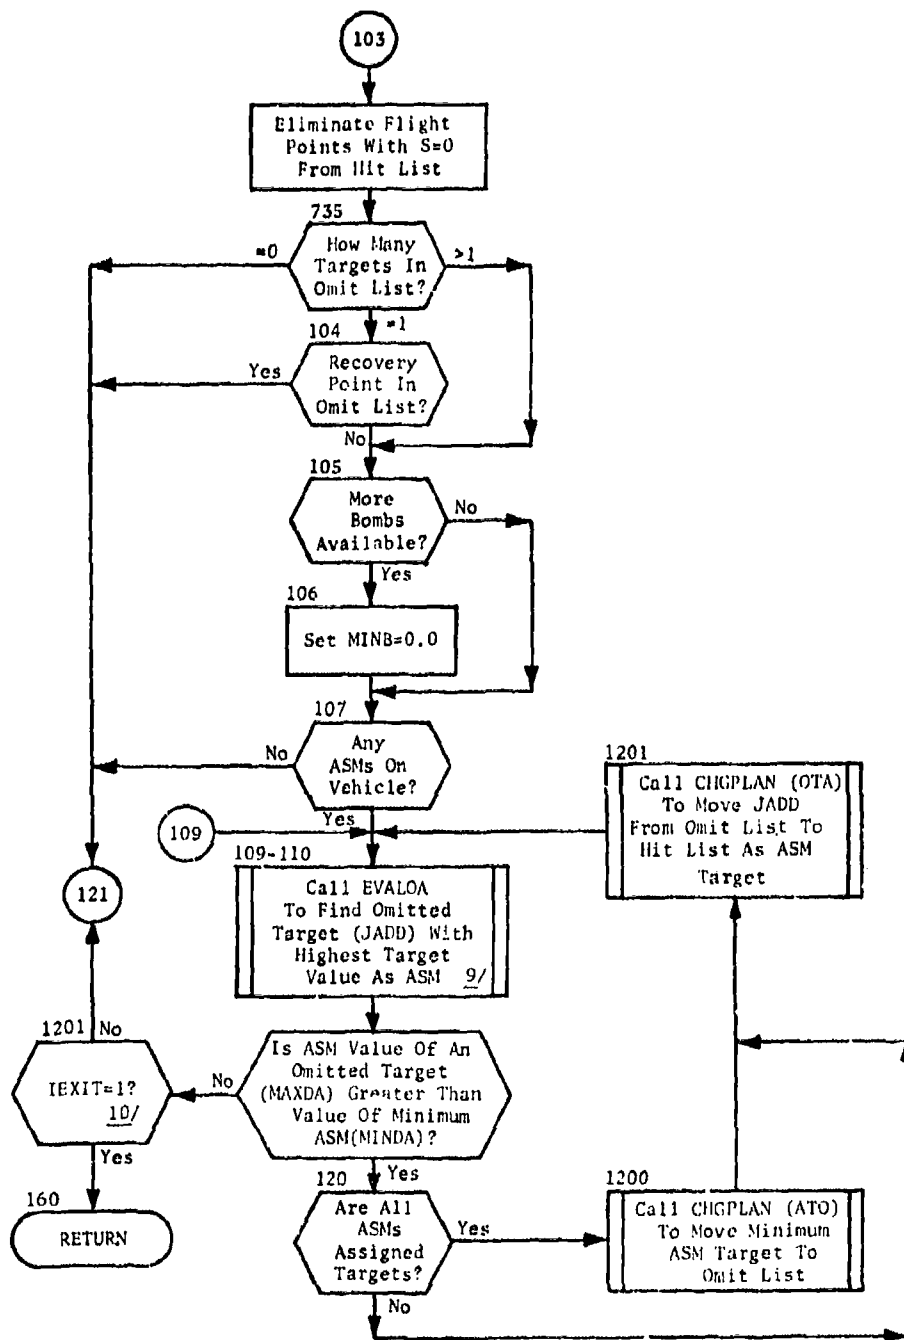 103
Eliminate Flight
Points With S=0
From Hit List
735
How Many
Targets In
Omit List?
=0
>1
=1
104
Recovery
Point In
Omit List?
Yes
No
105
More
Bombs
Available?
No
Yes
106
Set MINB=0.0
107
Any
ASMs On
Vehicle?
No
Yes
109
1201
Call CHGPLAN (OTA)
To Move JADD
From Omit List To
Hit List As ASM
Target
109-110
Call EVALOA
To Find Omitted
Target (JADD) With
Highest Target
Value As ASM 9/
121
1201 No
IEXIT=1?
10/
Yes
Is ASM Value Of An
Omitted Target
(MAXDA) Greater Than
Value Of Minimum
ASM(MINDA)?
No
Yes
160
RETURN
120
Are All
ASMs
Assigned
Targets?
Yes
No
1200
Call CHGPLAN (ATO)
To Move Minimum
ASM Target To
Omit List